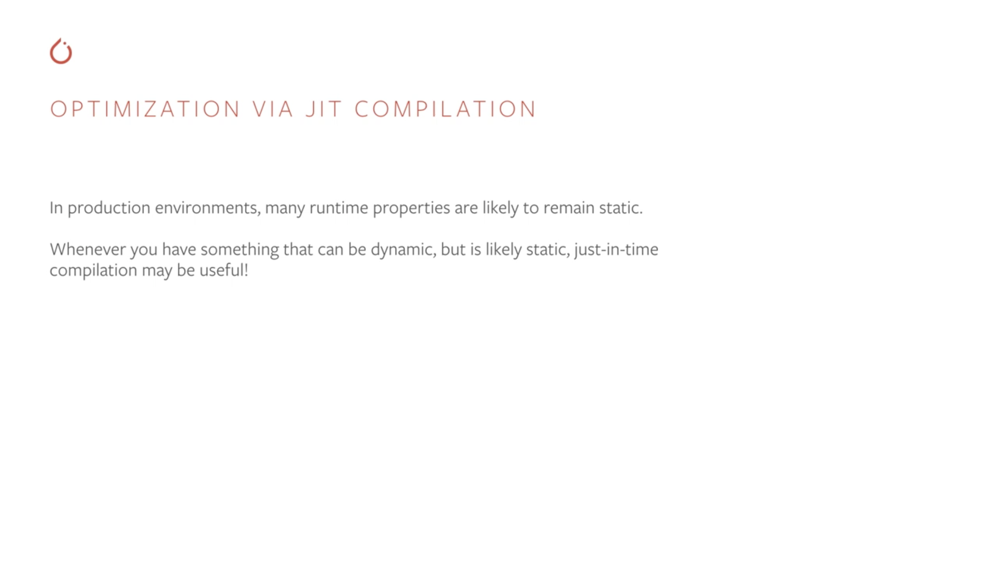 OPTIMIZATION VIA JIT COMPILATION
In production environments, many runtime properties are likely to remain static.
Whenever you have something that can be dynamic, but is likely static, just-in-time
compilation may be useful!